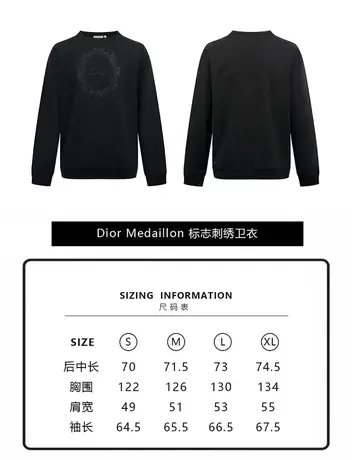 Dior Medaillon 标志刺绣卫衣
SIZING INFORMATION
尺码表
SIZE S M L XL
后中长 70 71.5 73 74.5
胸围 122 126 130 134
肩宽 49 51 53 55
袖长 64.5 65.5 66.5 67.5